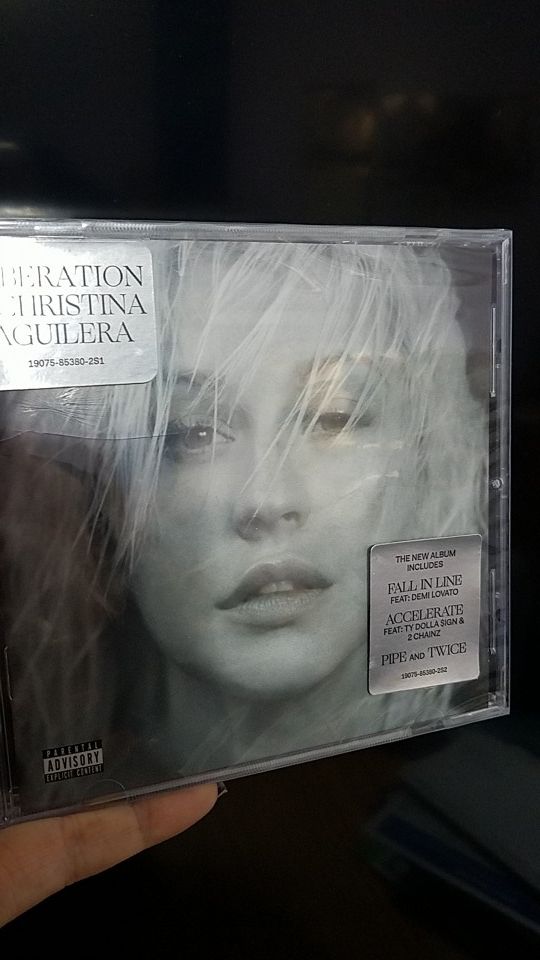 BERATION
CHRISTINA
AGUILERA
19075-85380-2S1
THE NEW ALBUM
INCLUDES
FALL IN LINE
FEAT: DEMI LOVATO
ACCELERATE
FEAT: TY DOLLA $IGN &
2 CHAINZ
PIPE AND TWICE
19075-85380-2S2
PARENTAL
ADVISORY
EXPLICIT CONTENT